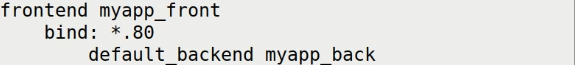 frontend myapp_front
bind: *.80
default_backend myapp_back